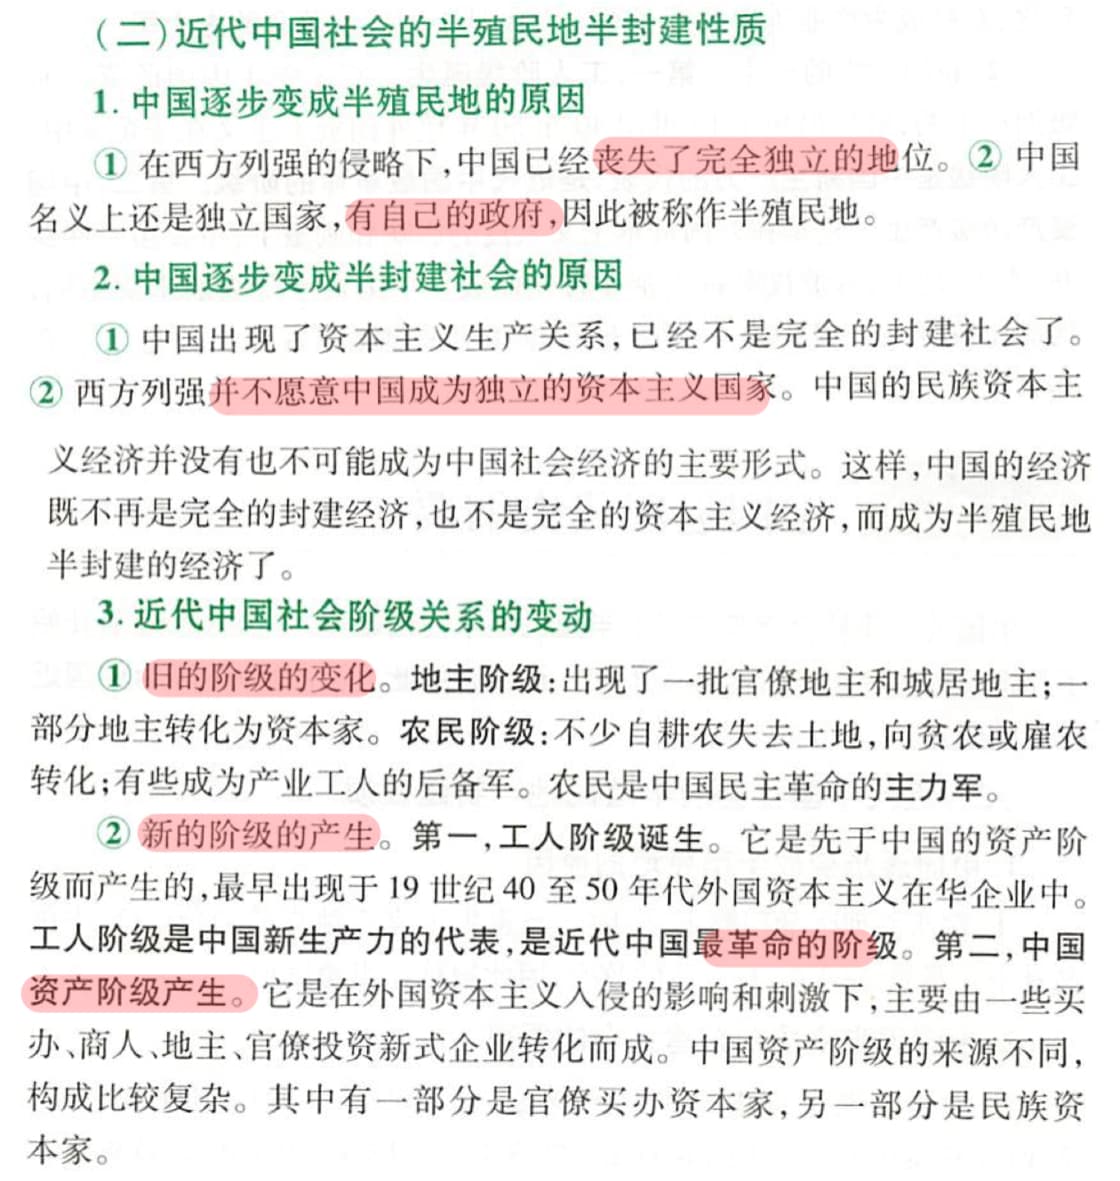 (二)近代中国社会的半殖民地半封建性质
1. 中国逐步变成半殖民地的原因
① 在西方列强的侵略下,中国已经丧失了完全独立的地位。② 中国
名义上还是独立国家,有自己的政府,因此被称作半殖民地。
2. 中国逐步变成半封建社会的原因
① 中国出现了资本主义生产关系,已经不是完全的封建社会了。
② 西方列强并不愿意中国成为独立的资本主义国家。中国的民族资本主
义经济并没有也不可能成为中国社会经济的主要形式。这样,中国的经济
既不再是完全的封建经济,也不是完全的资本主义经济,而成为半殖民地
半封建的经济了。
3. 近代中国社会阶级关系的变动
① 旧的阶级的变化。地主阶级:出现了一批官僚地主和城居地主;一
部分地主转化为资本家。农民阶级:不少自耕农失去土地,向贫农或雇农
转化;有些成为产业工人的后备军。农民是中国民主革命的主力军。
② 新的阶级的产生。第一,工人阶级诞生。它是先于中国的资产阶
级而产生的,最早出现于 19 世纪 40 至 50 年代外国资本主义在华企业中。
工人阶级是中国新生产力的代表,是近代中国最革命的阶级。第二,中国
资产阶级产生。它是在外国资本主义入侵的影响和刺激下,主要由一些买
办、商人、地主、官僚投资新式企业转化而成。中国资产阶级的来源不同,
构成比较复杂。其中有一部分是官僚买办资本家,另一部分是民族资
本家。